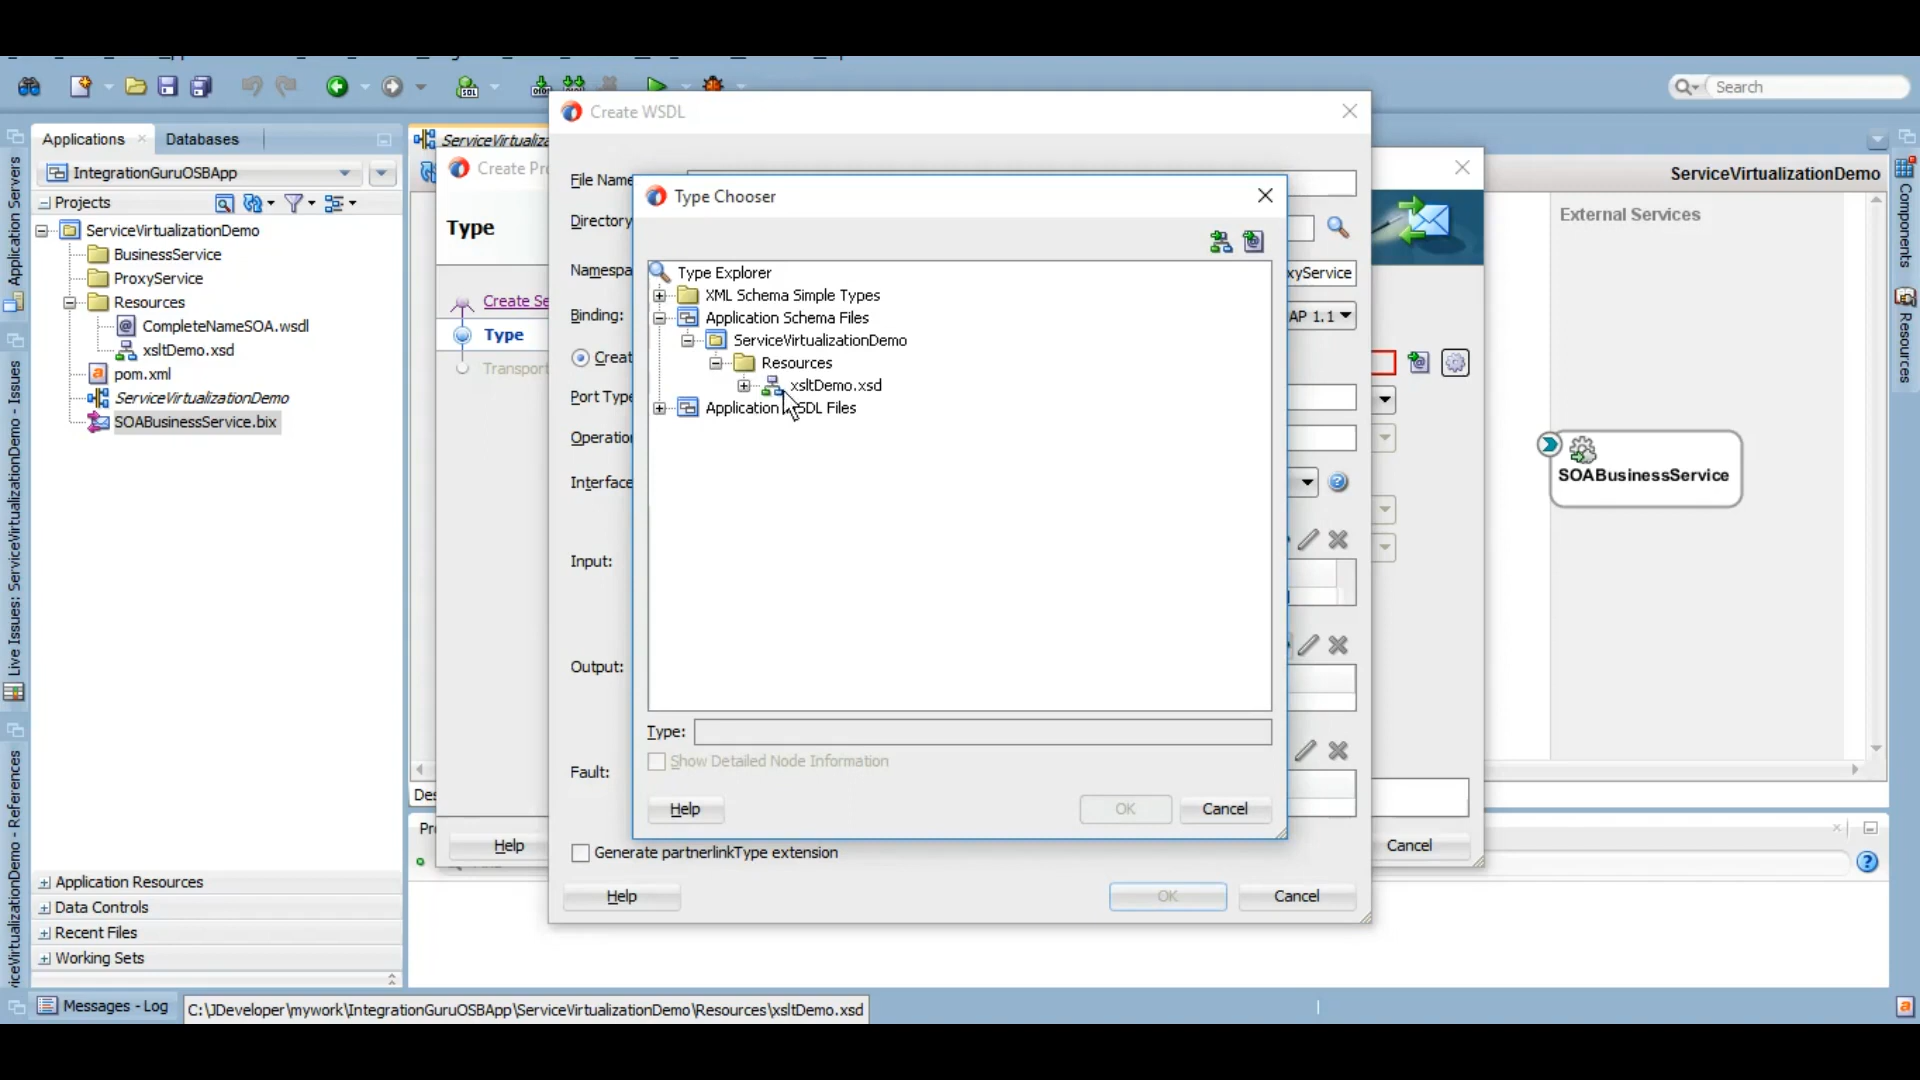 Search
Applications
Databases
IntegrationGuruOSBApp
Projects
ServiceVirtualizationDemo
BusinessService
ProxyService
Resources
CompleteNameSOA.wsdl
xsltDemo.xsd
pom.xml
ServiceVirtualizationDemo
SOABusinessService.bix
Application Resources
Data Controls
Recent Files
Working Sets
Messages - Log
C:\JDeveloper\mywork\IntegrationGuruOSBApp\ServiceVirtualizationDemo\Resources\xsltDemo.xsd
Application Servers
Live Issues: ServiceVirtualizationDemo - Issues
iceVirtualizationDemo - References
ServiceVirtualiza
Create Pr
Type
Create Se
Type
Transport
Help
Cancel
Create WSDL
File Name
Directory
Namespa
xyService
Binding:
AP 1.1
Creat
Port Type
Operation
Interface
Input:
Output:
Fault:
Generate partnerlinkType extension
Help
OK
Cancel
Type Chooser
Type Explorer
XML Schema Simple Types
Application Schema Files
ServiceVirtualizationDemo
Resources
xsltDemo.xsd
Application SDL Files
Type:
Show Detailed Node Information
Help
OK
Cancel
ServiceVirtualizationDemo
External Services
SOABusinessService
Components
Resources
Des
Pr